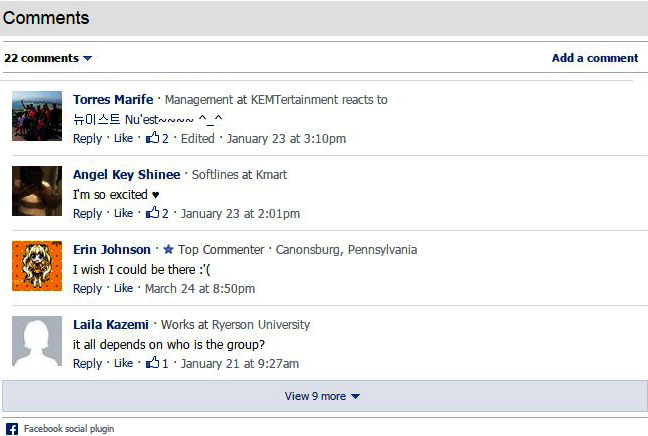 Comments
22 comments Add a comment
Torres Marife · Management at KEMTertainment reacts to
뉴이스트 Nu'est~~~~ ^_^
Reply · Like · 2 · Edited · January 23 at 3:10pm
Angel Key Shinee · Softlines at Kmart
I'm so excited ♥
Reply · Like · 2 · January 23 at 2:01pm
Erin Johnson · ★ Top Commenter · Canonsburg, Pennsylvania
I wish I could be there :'(
Reply · Like · March 24 at 8:50pm
Laila Kazemi · Works at Ryerson University
it all depends on who is the group?
Reply · Like · 1 · January 21 at 9:27am
View 9 more
Facebook social plugin